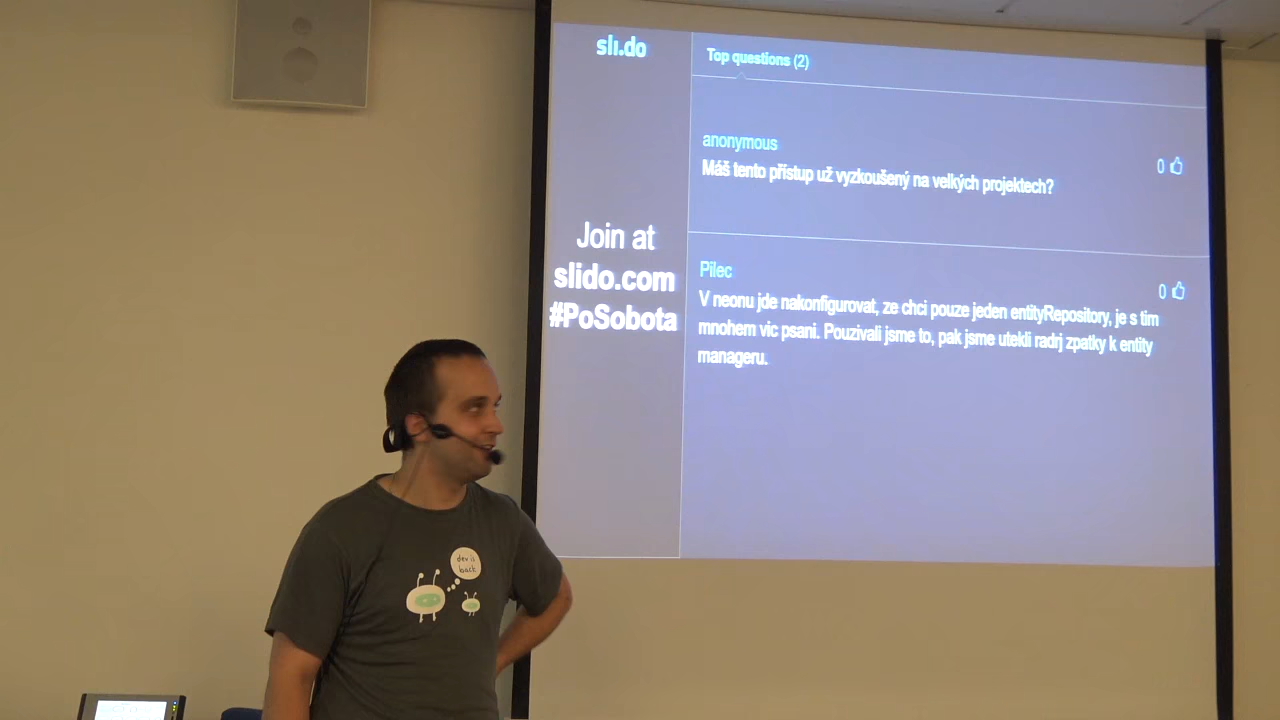 sli.do
Top questions (2)
anonymous
0
Máš tento přístup už vyzkoušený na velkých projektech?
Join at
slido.com
#PoSobota
Pilec
0
V neonu jde nakonfigurovat, ze chci pouze jeden entityRepository, je s tim
mnohem vic psani. Pouzivali jsme to, pak jsme utekli radrj zpatky k entity
manageru.
dev is
back